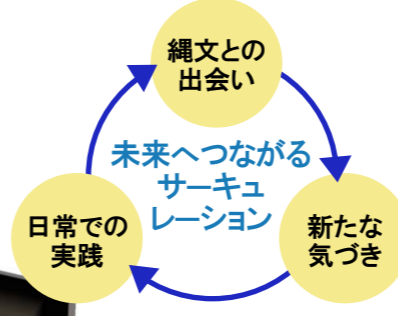 縄文との
出会い
未来へつながる
サーキュ
レーション
日常での
実践
新たな
気づき